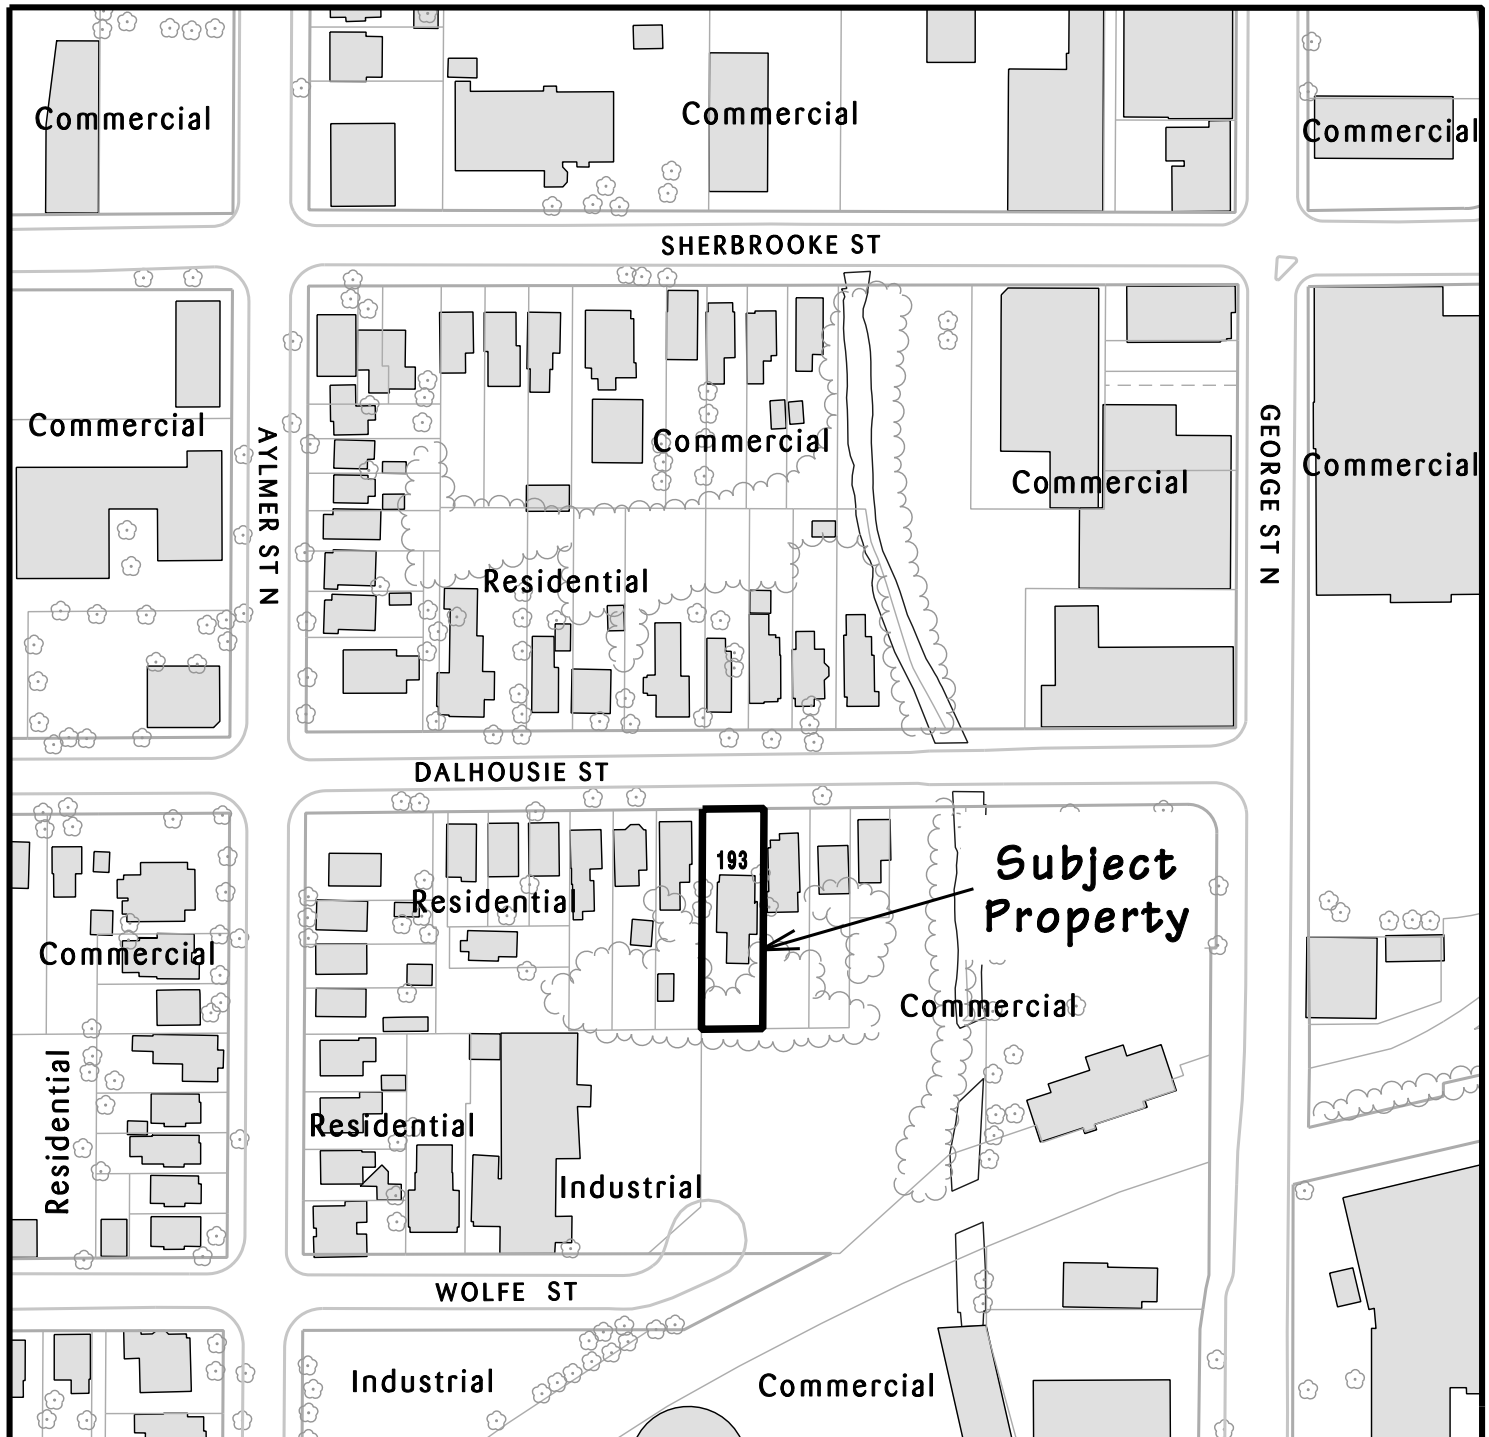 Commercial
Commercial
Commercial
SHERBROOKE ST
Commercial
AYLMER ST N
Commercial
Commercial
GEORGE ST N
Commercial
Residential
DALHOUSIE ST
193
Subject
Property
Residential
Commercial
Commercial
Residential
Residential
Industrial
WOLFE ST
Industrial
Commercial